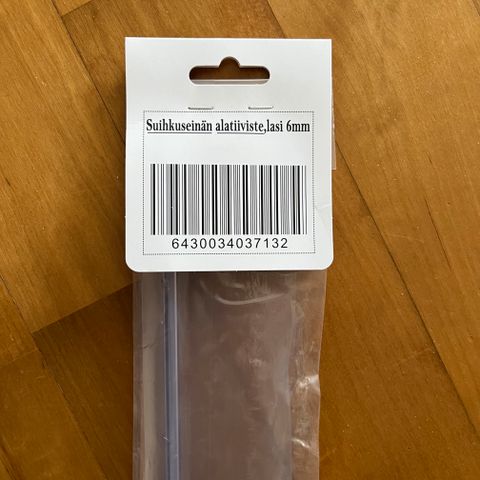 Suihkuseinän alatiiviste,lasi 6mm
6430034037132